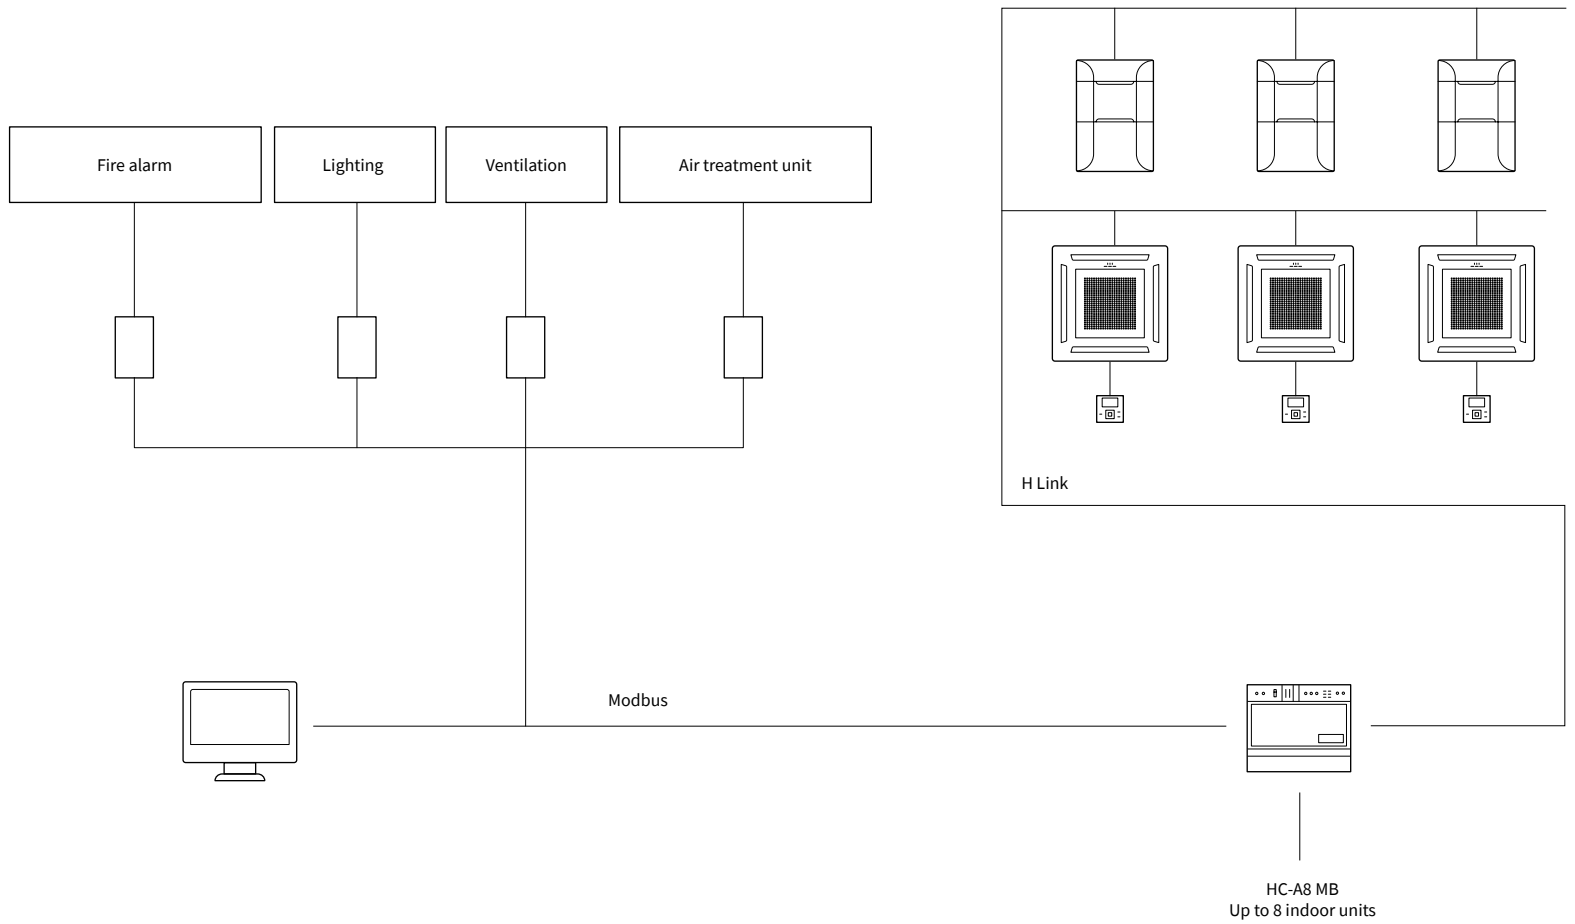 Fire alarm
Lighting
Ventilation
Air treatment unit
H Link
Modbus
HC-A8 MB
Up to 8 indoor units